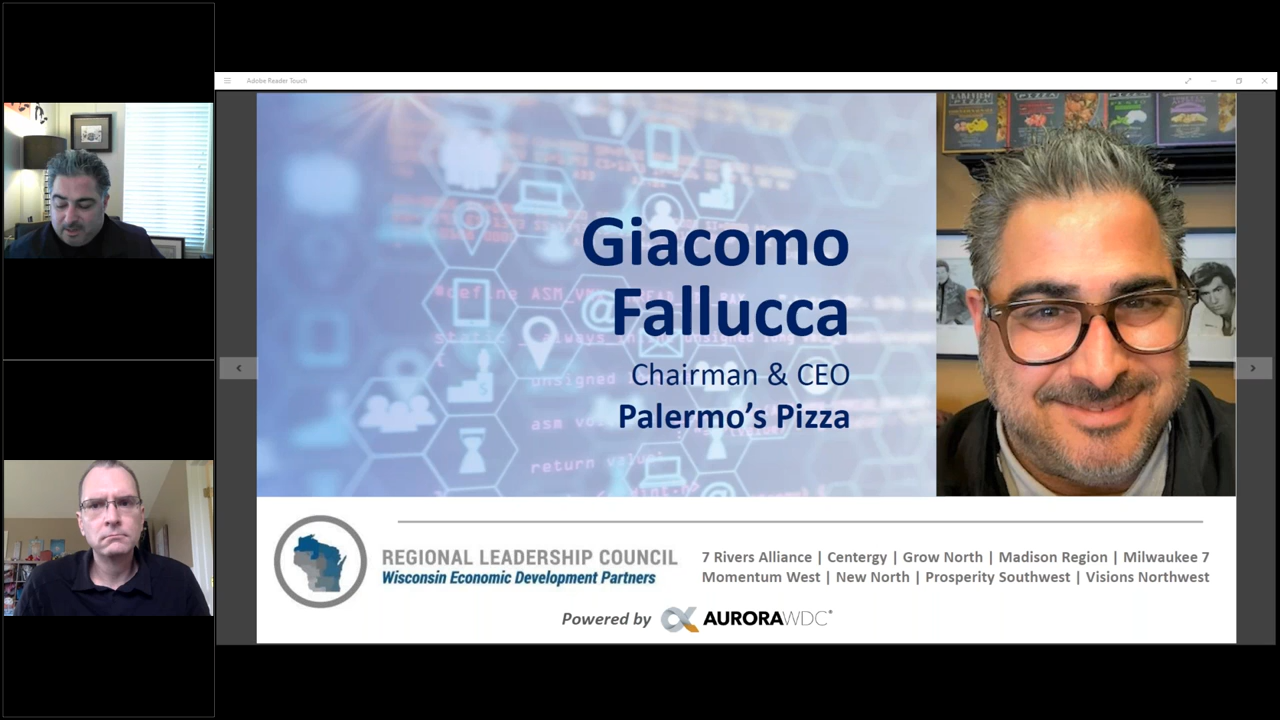 Adobe Reader Touch
Giacomo
Fallucca
Chairman & CEO
Palermo's Pizza
REGIONAL LEADERSHIP COUNCIL
Wisconsin Economic Development Partners
7 Rivers Alliance | Centergy | Grow North | Madison Region | Milwaukee 7
Momentum West | New North | Prosperity Southwest | Visions Northwest
Powered by AURORAWDC®